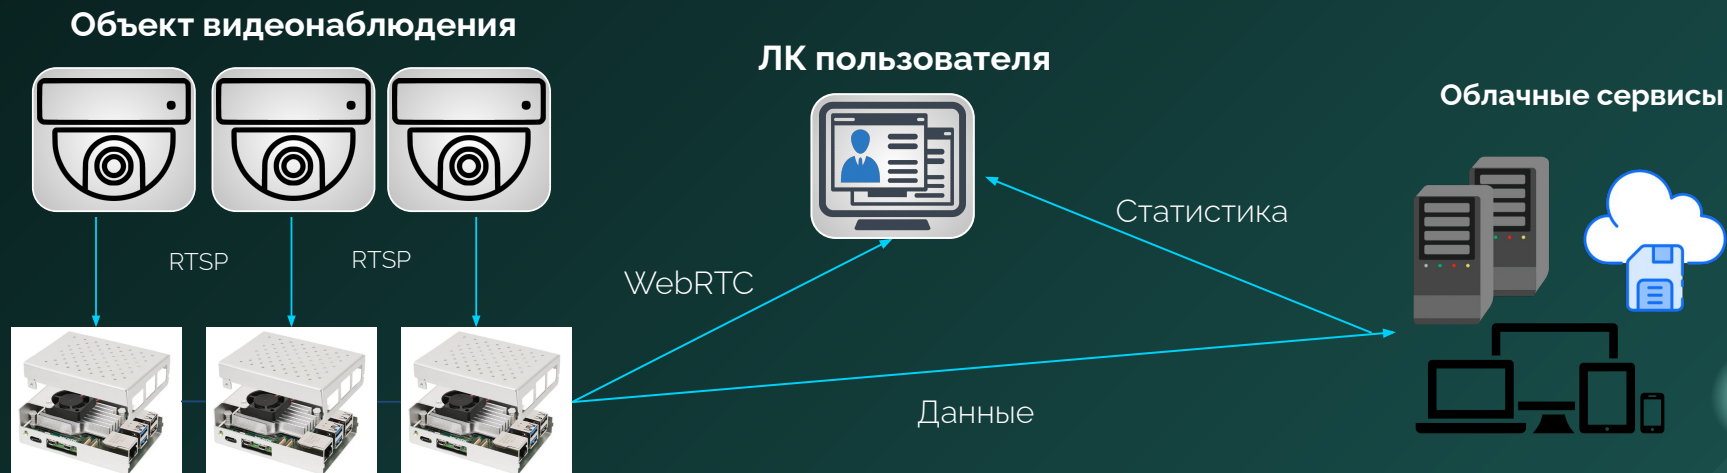 Объект видеонаблюдения
ЛК пользователя
Облачные сервисы
Статистика
RTSP
RTSP
WebRTC
Данные